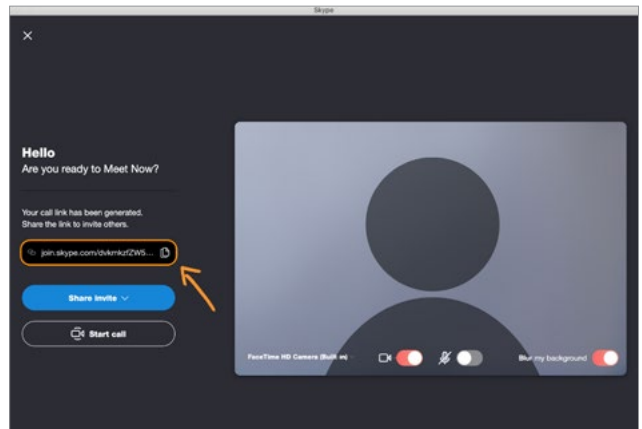 Skype
Hello
Are you ready to Meet Now?
Your call link has been generated.
Share the link to invite others.
join.skype.com/dvkmkzfZW5...
Share invite
Start call
FaceTime HD Camera (Built in)
Blur my background